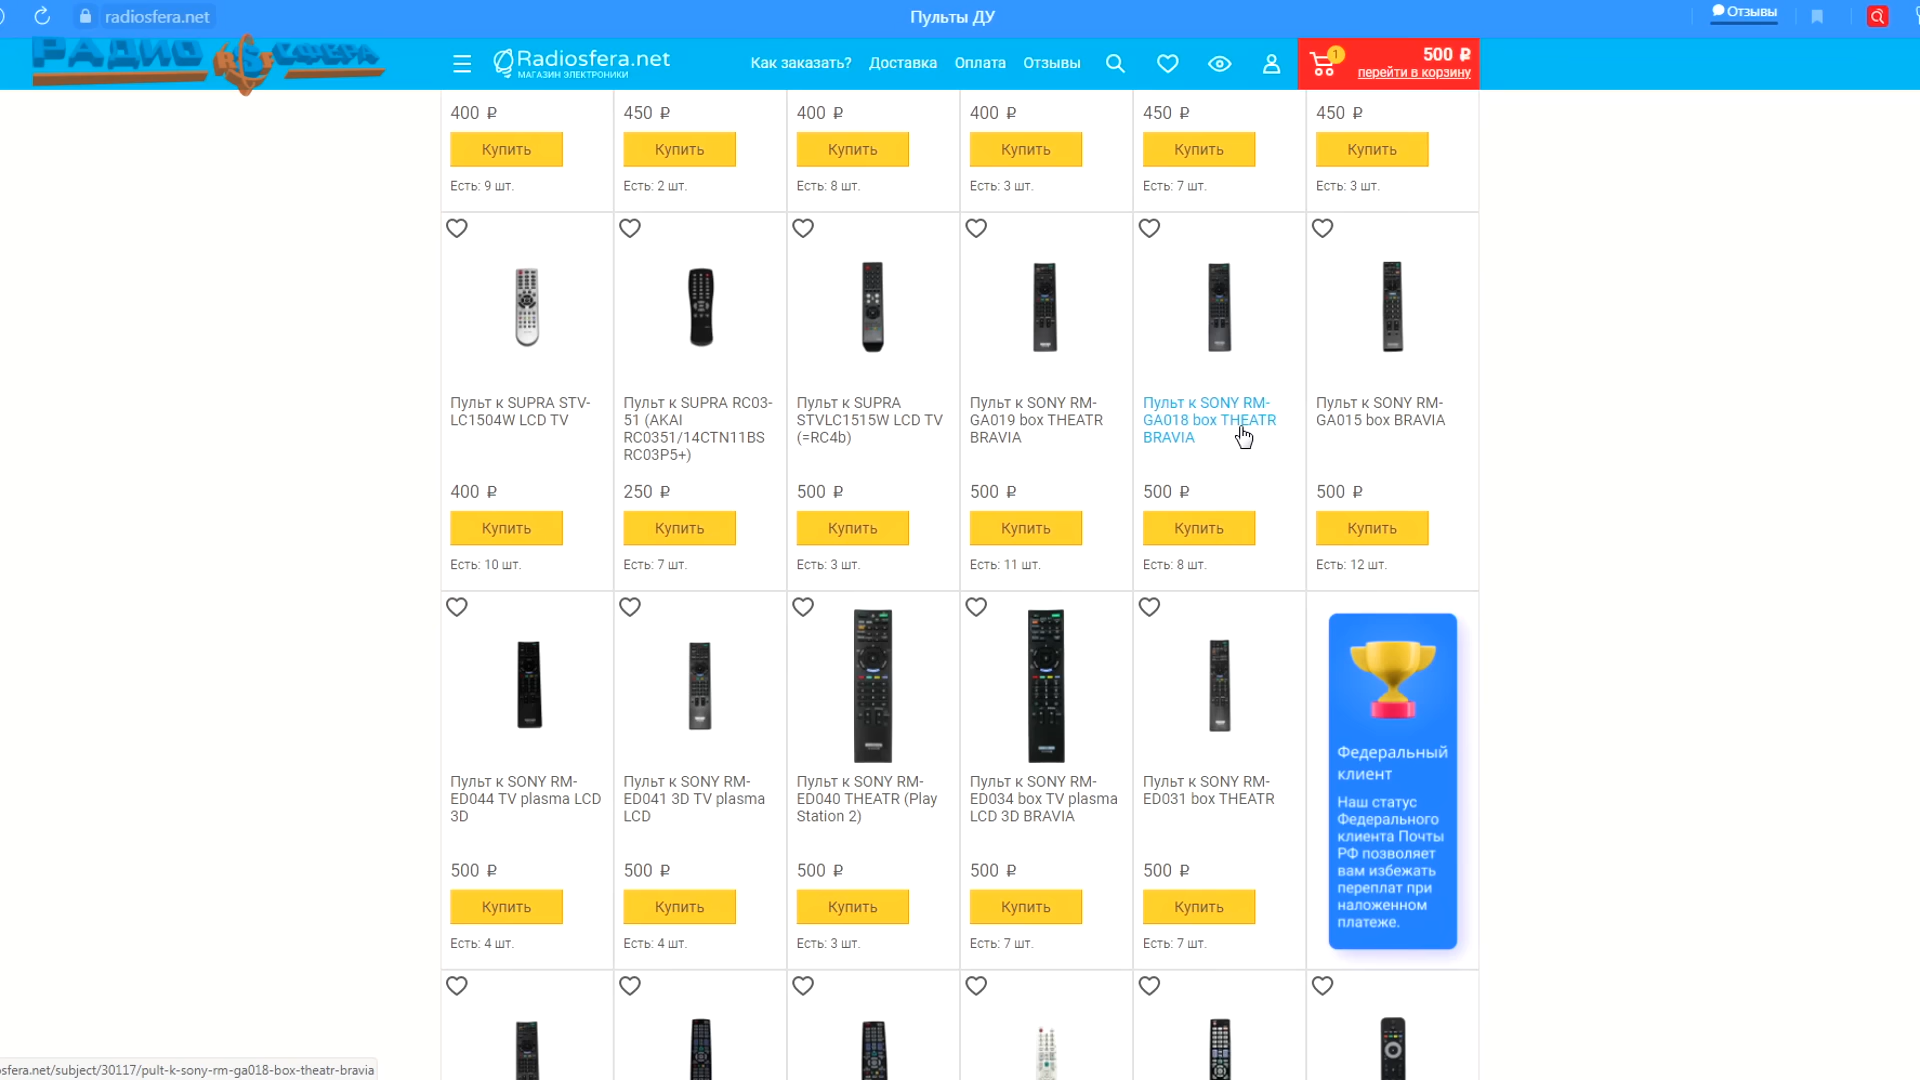 radiosfera.net
Пульты ДУ
Отзывы
РАДИО RSF СФЕРА
Radiosfera.net
МАГАЗИН ЭЛЕКТРОНИКИ
Как заказать?
Доставка
Оплата
Отзывы
1
500 ₽
перейти в корзину
400 ₽
450 ₽
400 ₽
400 ₽
450 ₽
450 ₽
Купить
Купить
Купить
Купить
Купить
Купить
Есть: 9 шт.
Есть: 2 шт.
Есть: 8 шт.
Есть: 3 шт.
Есть: 7 шт.
Есть: 3 шт.
Пульт к SUPRA STV-
LC1504W LCD TV
400 ₽
Купить
Есть: 10 шт.
Пульт к SUPRA RC03-
51 (AKAI
RC0351/14CTN11BS
RC03P5+)
250 ₽
Купить
Есть: 7 шт.
Пульт к SUPRA
STVLC1515W LCD TV
(=RC4b)
500 ₽
Купить
Есть: 3 шт.
Пульт к SONY RM-
GA019 box THEATR
BRAVIA
500 ₽
Купить
Есть: 11 шт.
Пульт к SONY RM-
GA018 box THEATR
BRAVIA
500 ₽
Купить
Есть: 8 шт.
Пульт к SONY RM-
GA015 box BRAVIA
500 ₽
Купить
Есть: 12 шт.
Пульт к SONY RM-
ED044 TV plasma LCD
3D
500 ₽
Купить
Есть: 4 шт.
Пульт к SONY RM-
ED041 3D TV plasma
LCD
500 ₽
Купить
Есть: 4 шт.
Пульт к SONY RM-
ED040 THEATR (Play
Station 2)
500 ₽
Купить
Есть: 3 шт.
Пульт к SONY RM-
ED034 box TV plasma
LCD 3D BRAVIA
500 ₽
Купить
Есть: 7 шт.
Пульт к SONY RM-
ED031 box THEATR
500 ₽
Купить
Есть: 7 шт.
Федеральный
клиент
Наш статус
Федерального
клиента Почты
РФ позволяет
вам избежать
переплат при
наложенном
платеже.
osfera.net/subject/30117/pult-k-sony-rm-ga018-box-theatr-bravia